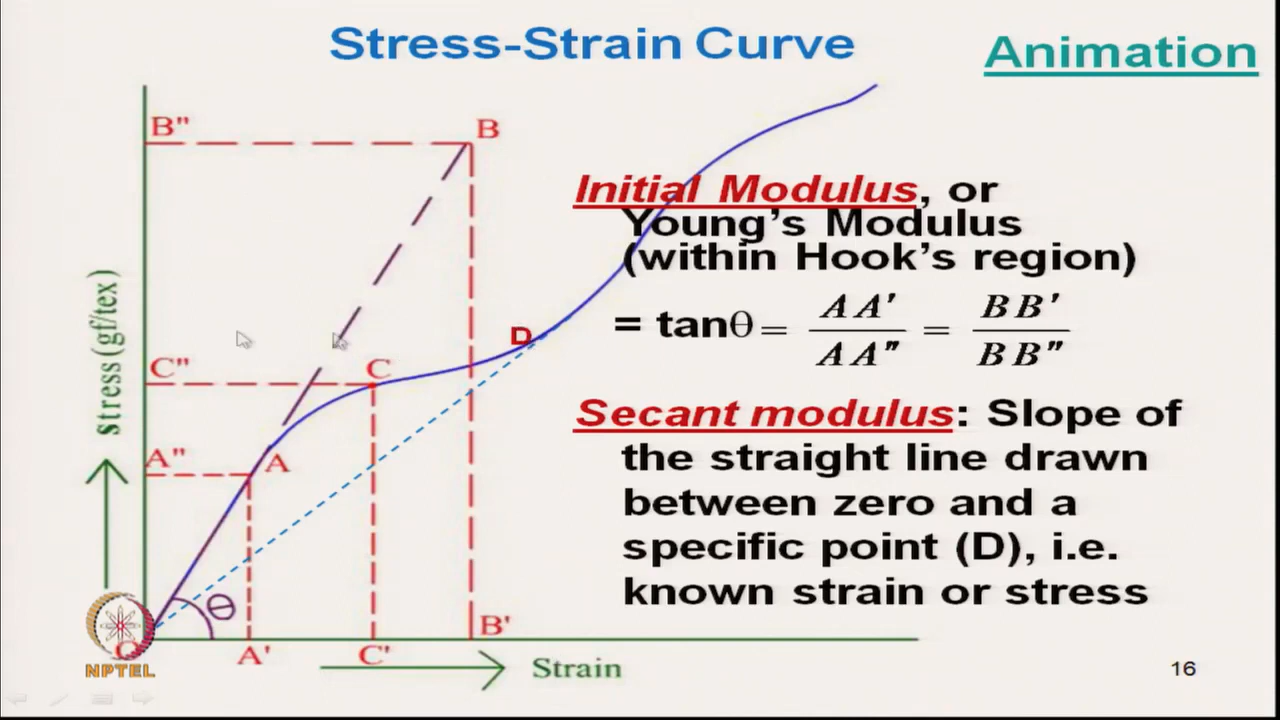 Stress-Strain Curve
Animation
B"
B
Initial Modulus, or
Young's Modulus
(within Hook's region)
= tanθ = AA' / AA" = BB' / BB"
D
C"
C
Stress (gf/tex)
A"
A
Secant modulus: Slope of
the straight line drawn
between zero and a
specific point (D), i.e.
known strain or stress
θ
B'
O
A'
C'
Strain
NPTEL
16